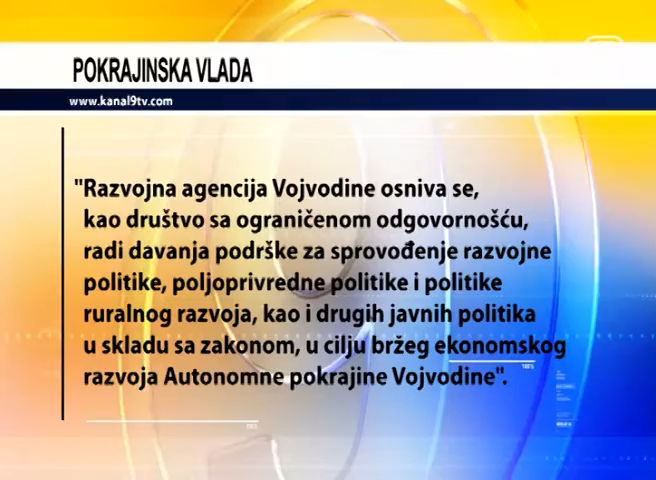 POKRAJINSKA VLADA
www.kanal9tv.com
"Razvojna agencija Vojvodine osniva se,
kao društvo sa ograničenom odgovornošću,
radi davanja podrške za sprovođenje razvojne
politike, poljoprivredne politike i politike
ruralnog razvoja, kao i drugih javnih politika
u skladu sa zakonom, u cilju bržeg ekonomskog
razvoja Autonomne pokrajine Vojvodine".